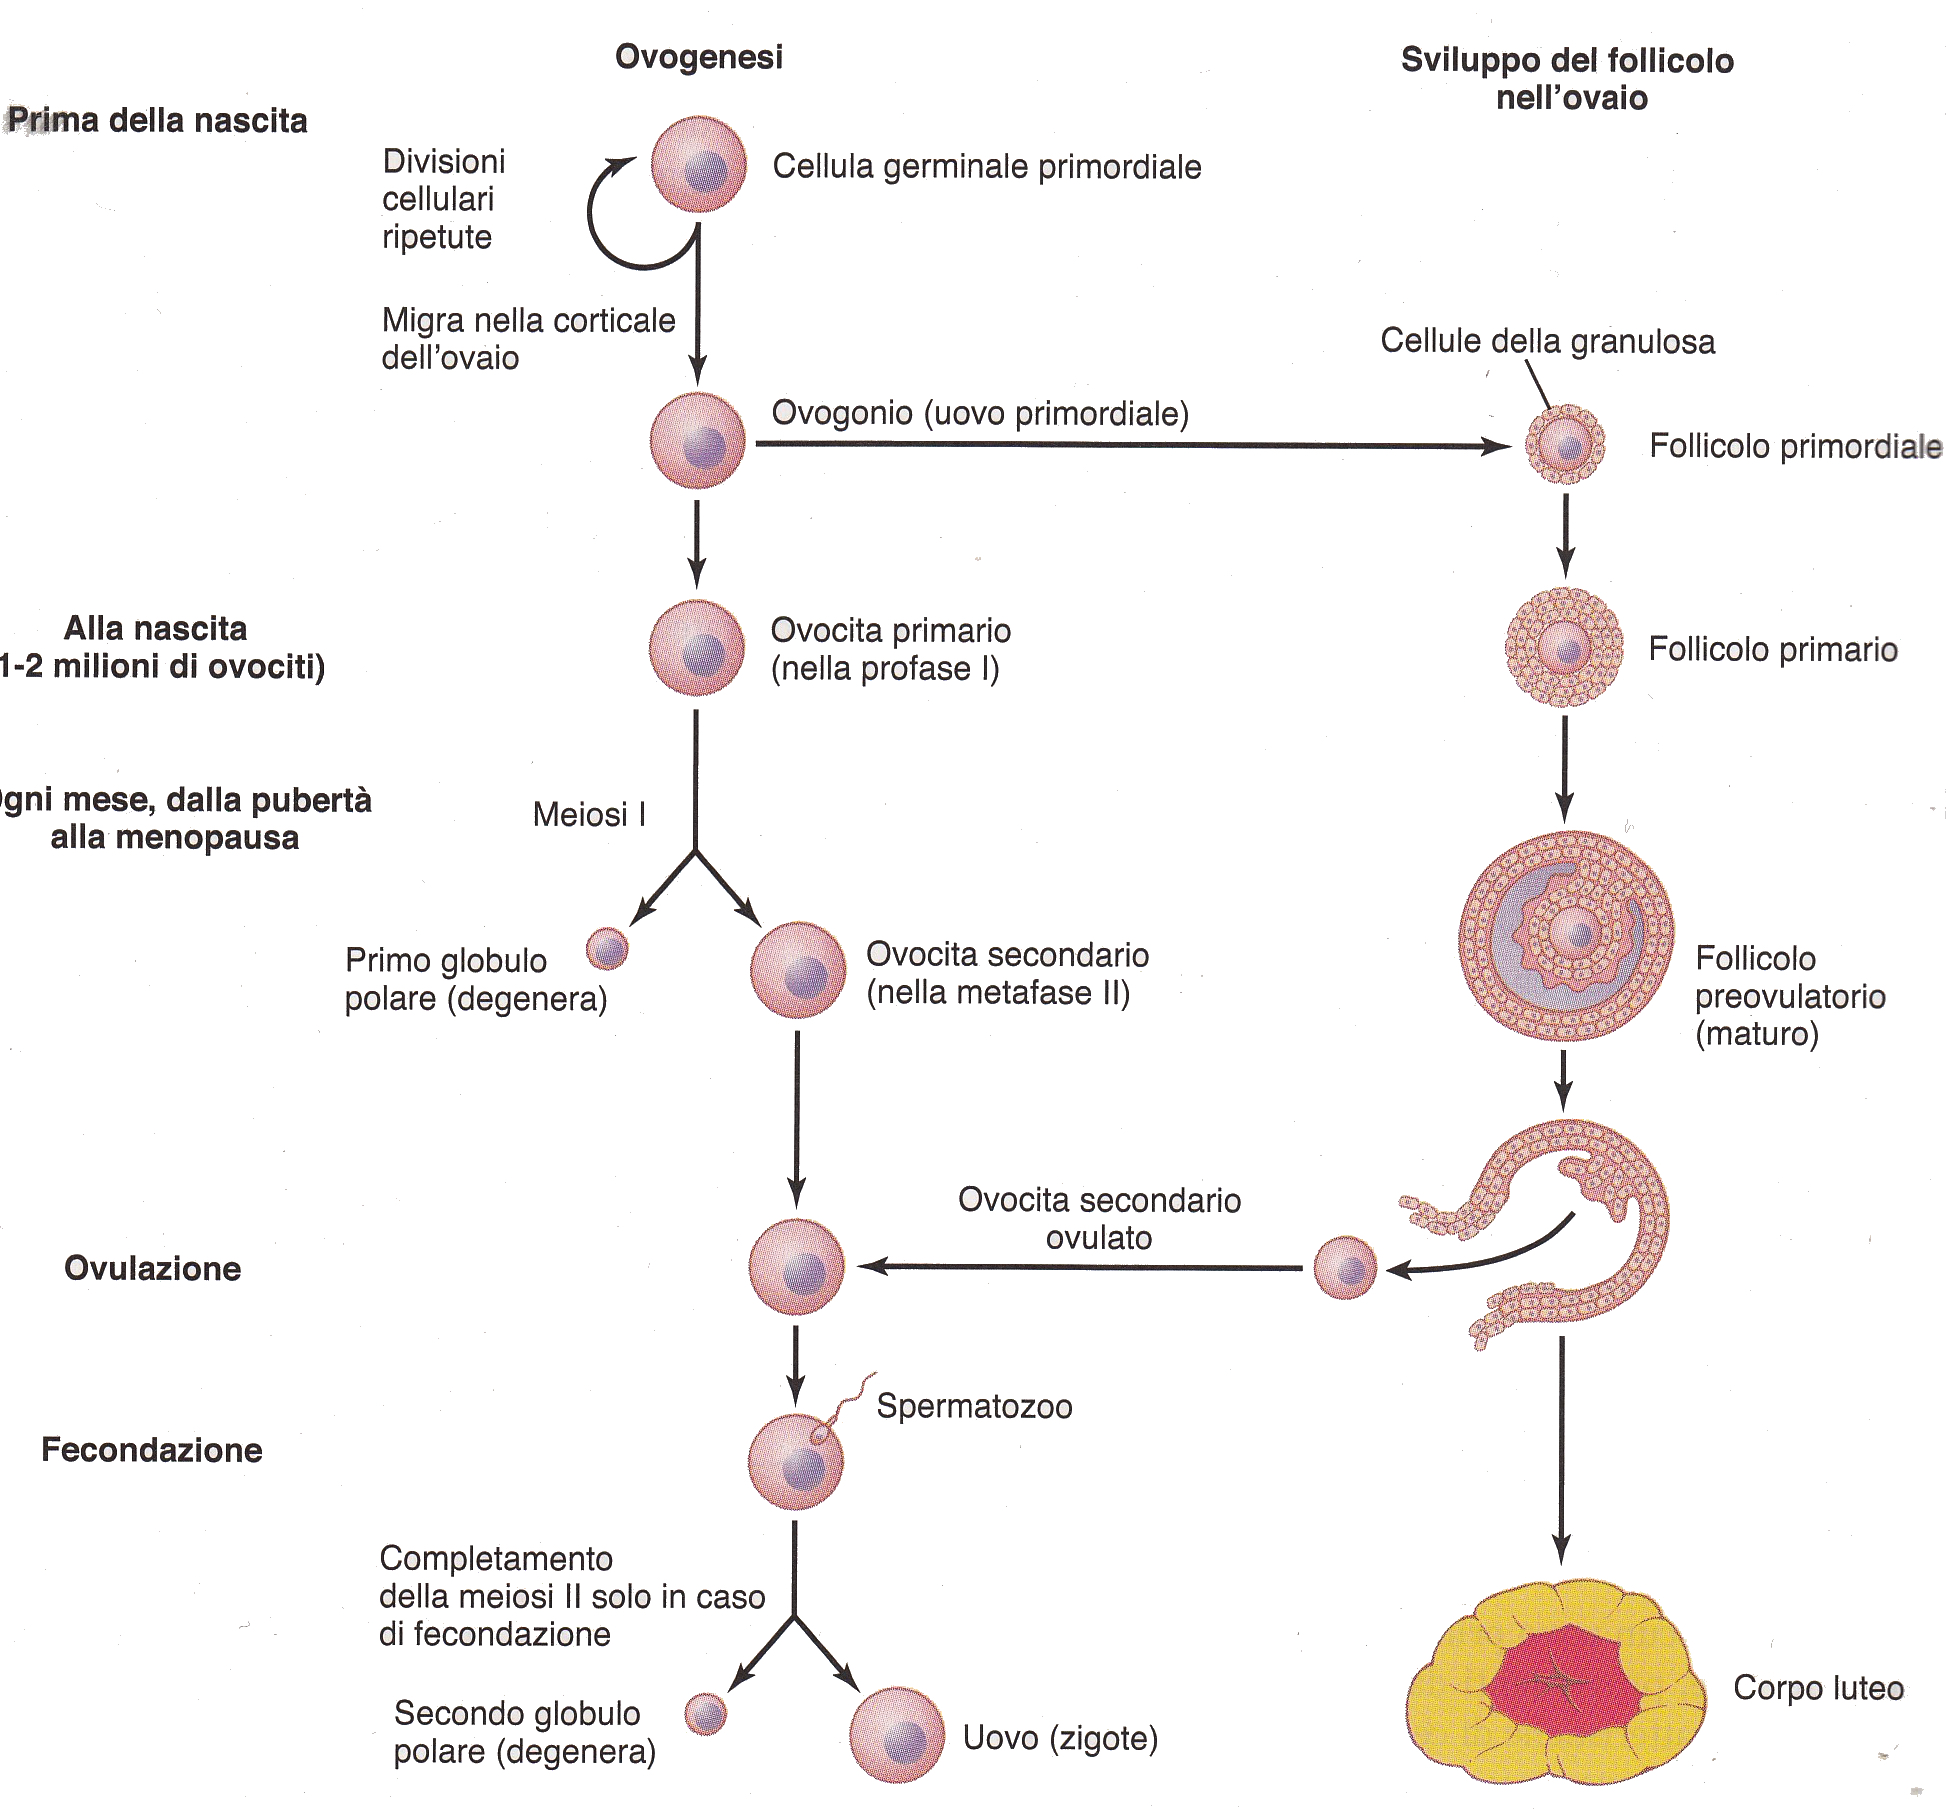 Ovogenesi
Sviluppo del follicolo
nell'ovaio
Prima della nascita
Divisioni
cellulari
ripetute
Cellula germinale primordiale
Migra nella corticale
dell'ovaio
Cellule della granulosa
Ovogonio (uovo primordiale)
Follicolo primordiale
Alla nascita
1-2 milioni di ovociti)
Ovocita primario
(nella profase I)
Follicolo primario
gni mese, dalla pubertà
alla menopausa
Meiosi I
Primo globulo
polare (degenera)
Ovocita secondario
(nella metafase II)
Follicolo
preovulatorio
(maturo)
Ovocita secondario
ovulato
Ovulazione
Spermatozoo
Fecondazione
Completamento
della meiosi II solo in caso
di fecondazione
Secondo globulo
polare (degenera)
Uovo (zigote)
Corpo luteo